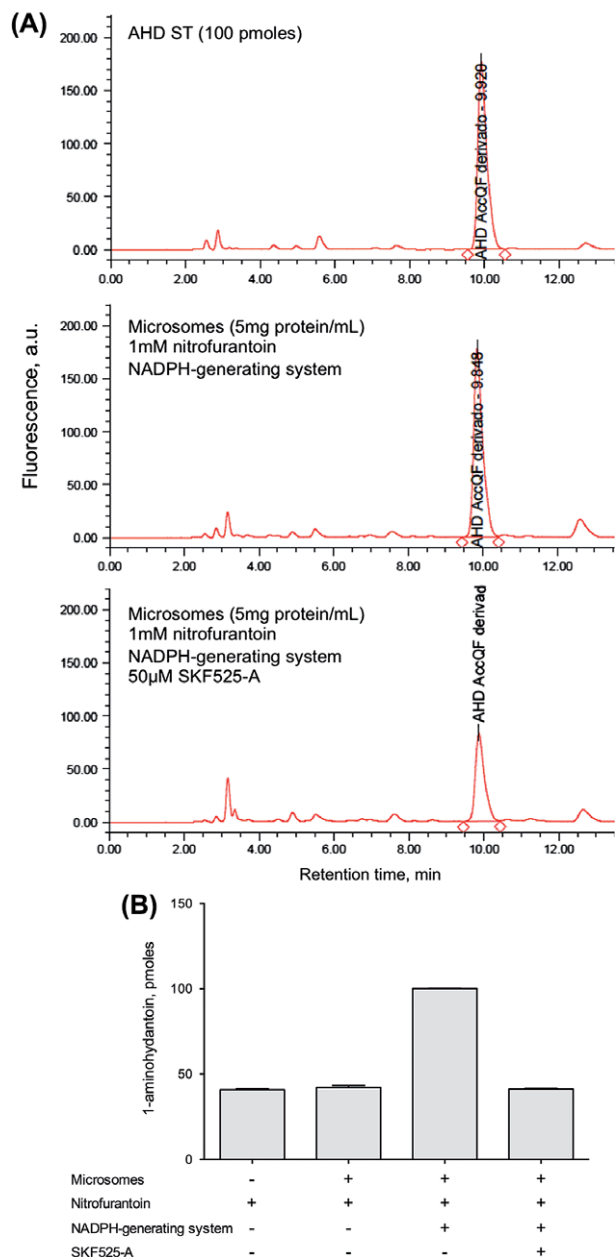 (A)
AHD ST (100 pmoles)
200.00
150.00
100.00
50.00
0.00
AHD AccQF derivado - 9.920
0.00 2.00 4.00 6.00 8.00 10.00 12.00
Microsomes (5mg protein/mL)
1mM nitrofurantoin
NADPH-generating system
200.00
150.00
100.00
50.00
0.00
AHD AccQF derivado - 9.848
0.00 2.00 4.00 6.00 8.00 10.00 12.00
Fluorescence, a.u.
Microsomes (5mg protein/mL)
1mM nitrofurantoin
NADPH-generating system
50µM SKF525-A
200.00
150.00
100.00
50.00
0.00
AHD AccQF derivad
0.00 2.00 4.00 6.00 8.00 10.00 12.00
Retention time, min
(B)
150
100
50
0
1-aminohydantoin, pmoles
Microsomes - + + +
Nitrofurantoin + + + +
NADPH-generating system - - + +
SKF525-A - - - +